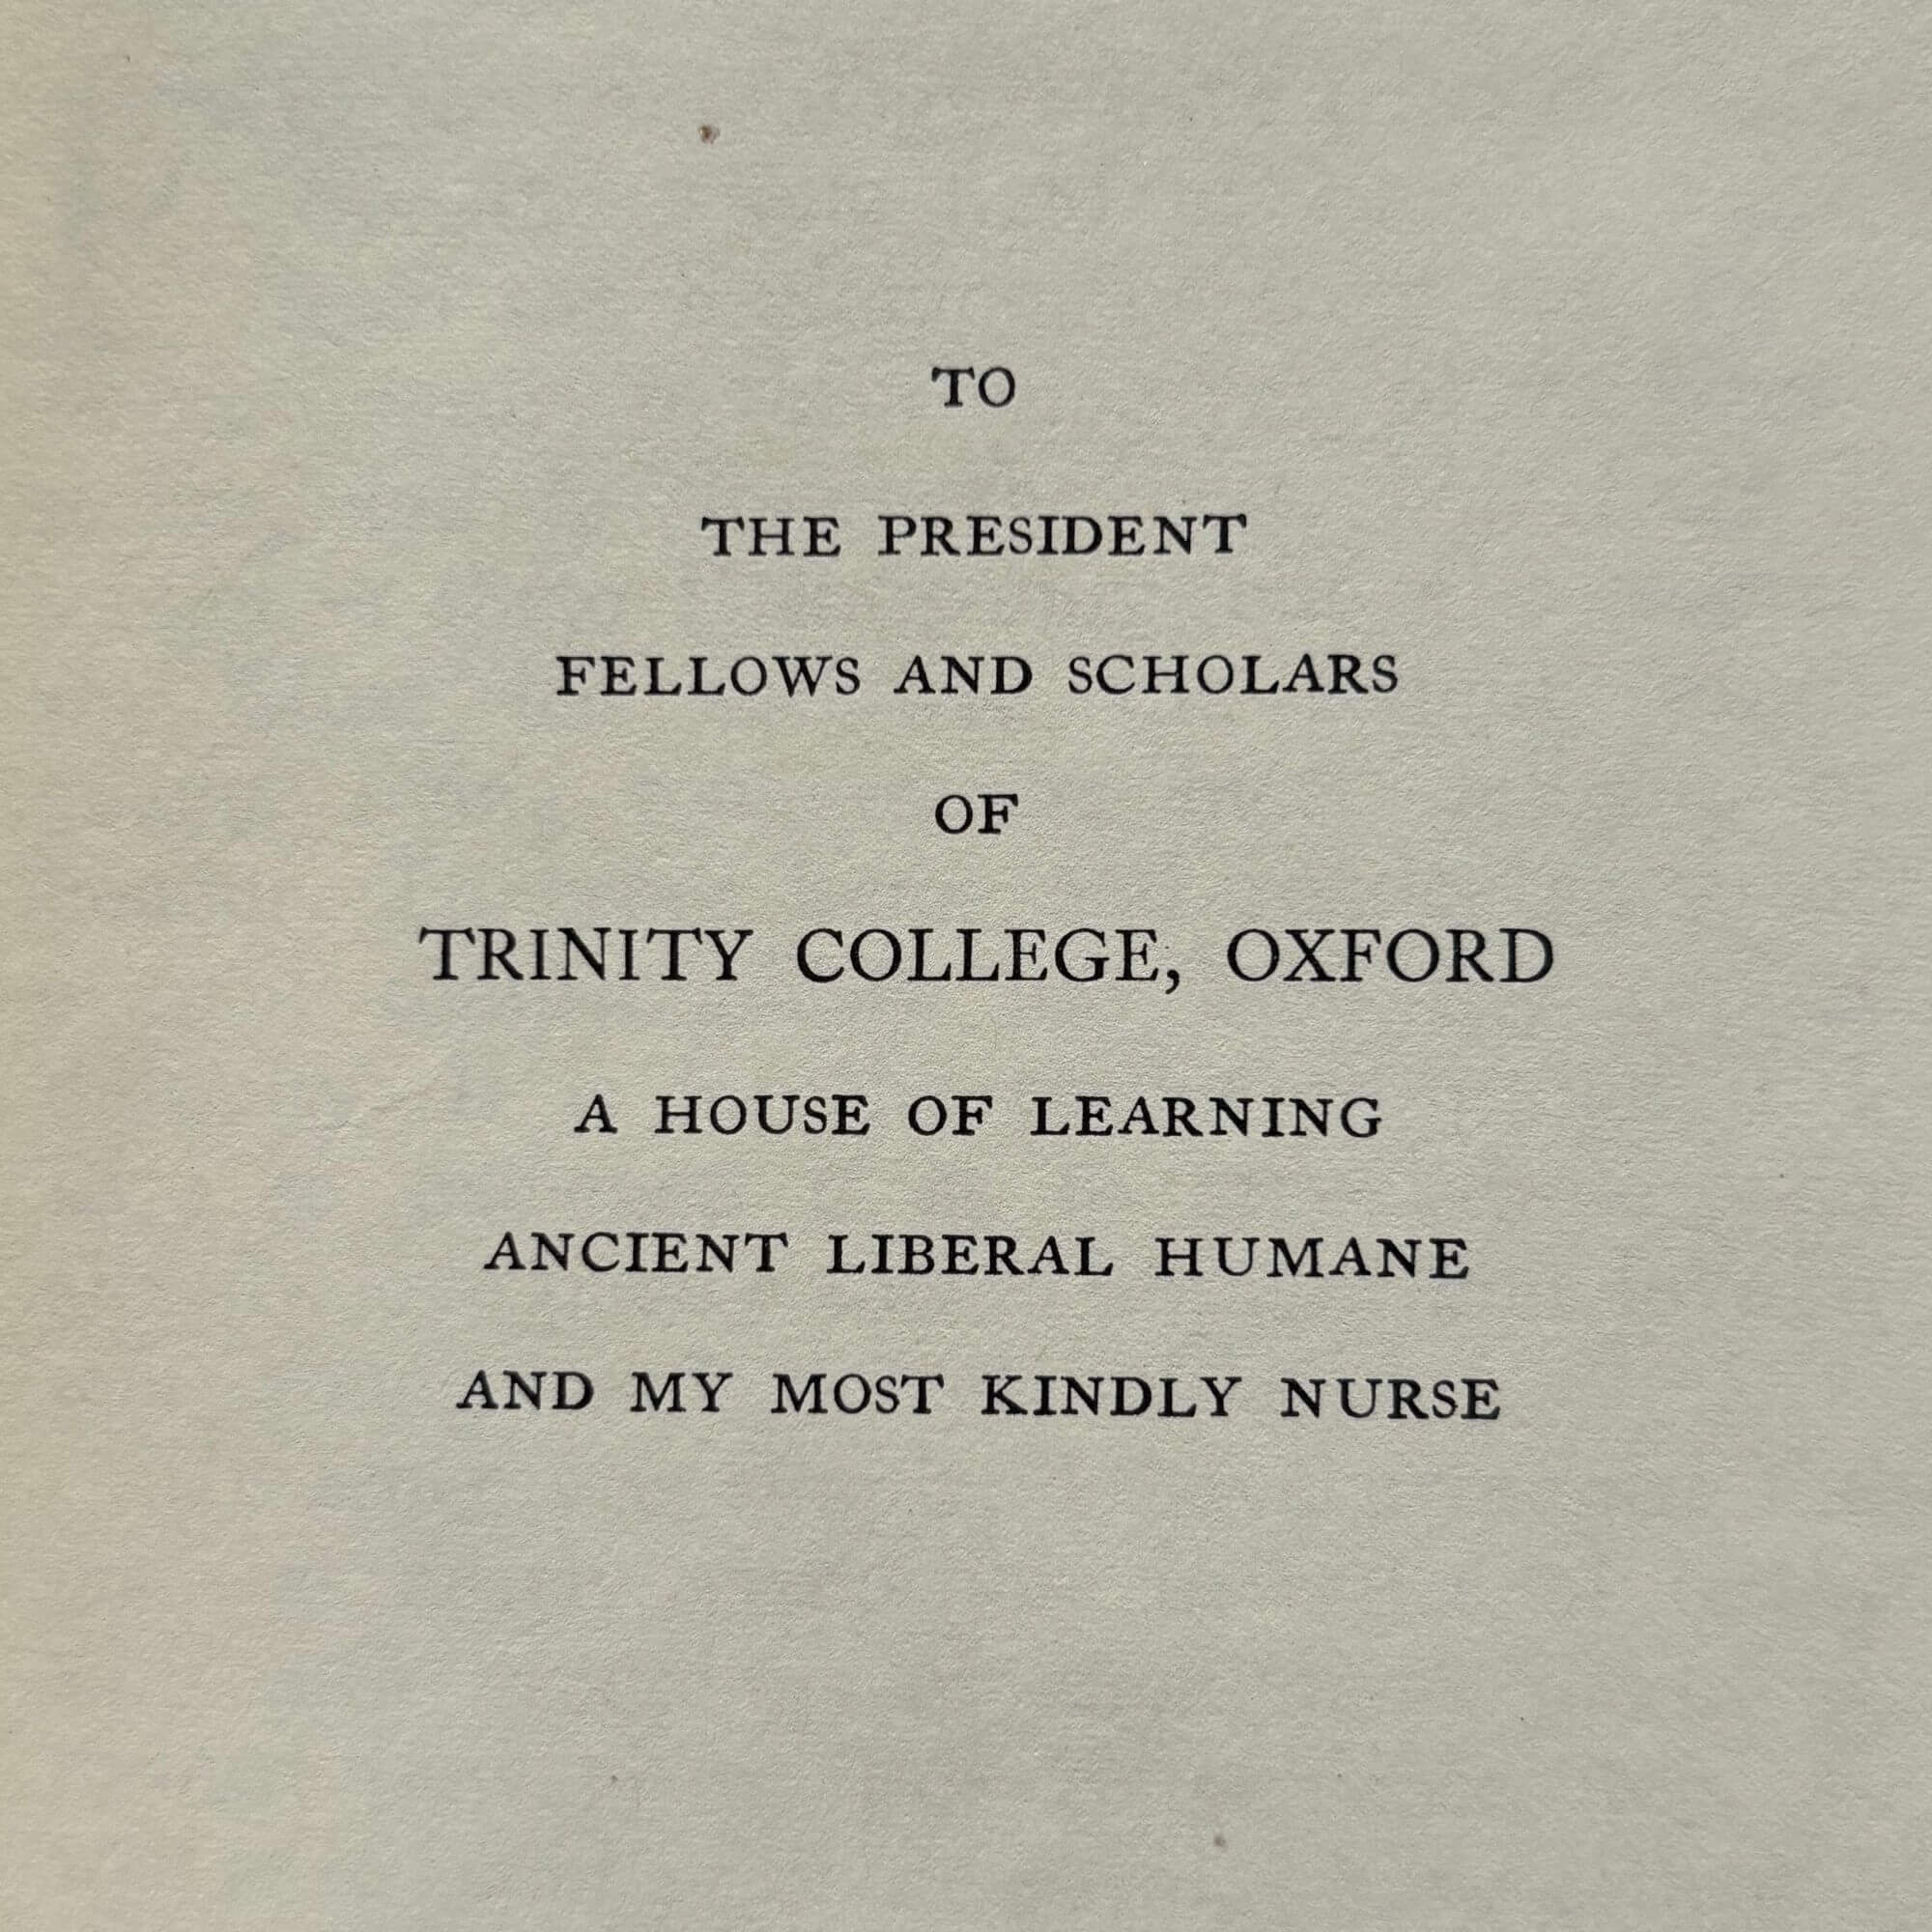 TO
THE PRESIDENT
FELLOWS AND SCHOLARS
OF
TRINITY COLLEGE, OXFORD
A HOUSE OF LEARNING
ANCIENT LIBERAL HUMANE
AND MY MOST KINDLY NURSE